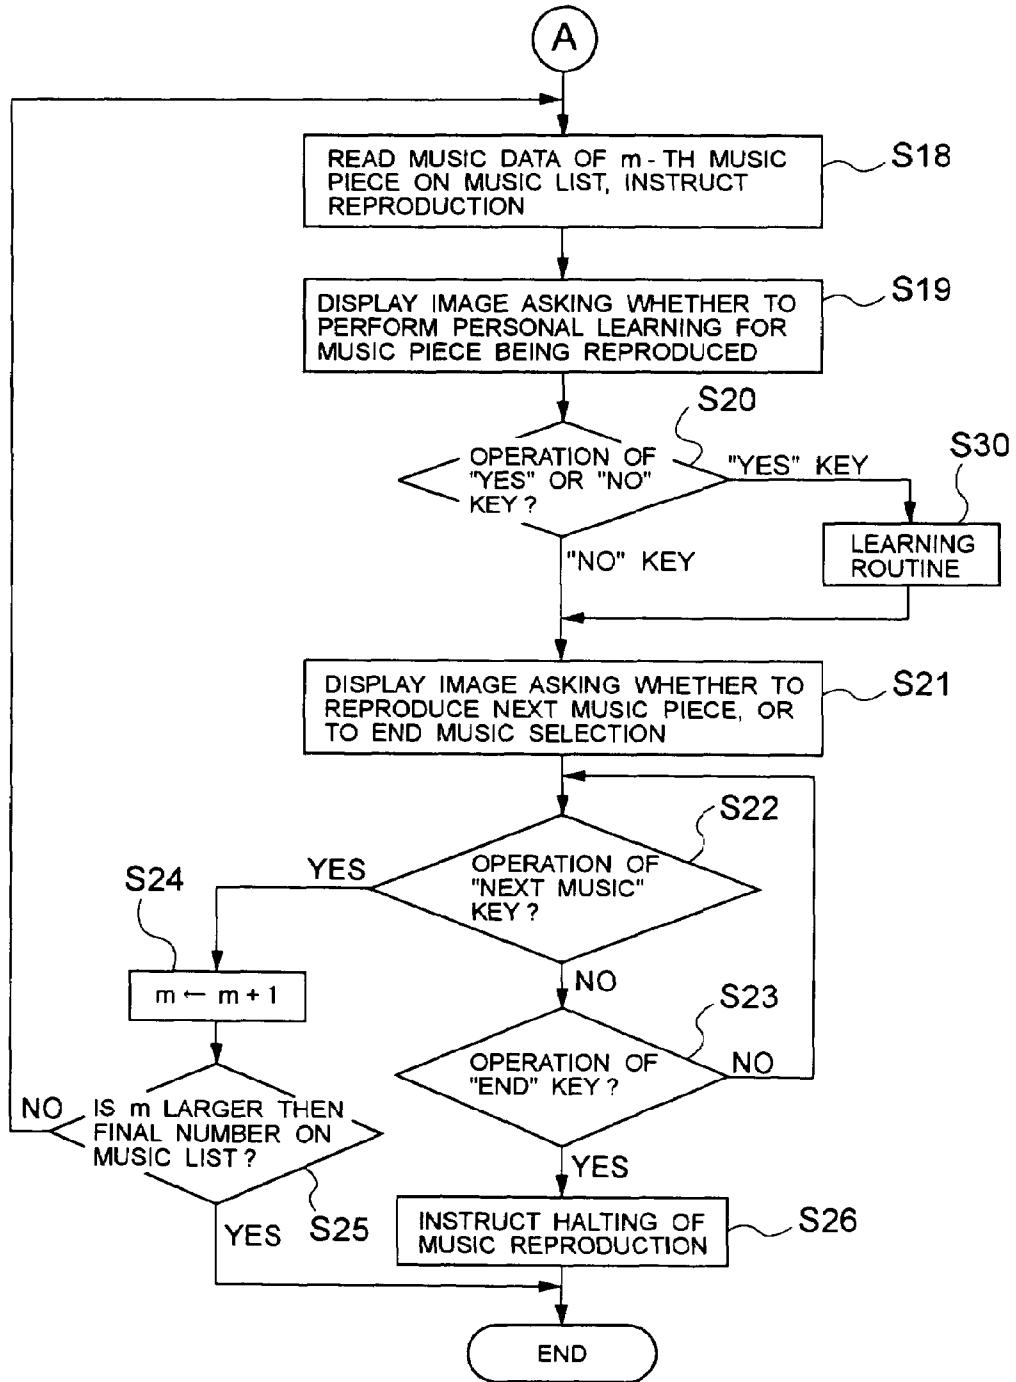 A
READ MUSIC DATA OF m-TH MUSIC
PIECE ON MUSIC LIST, INSTRUCT
REPRODUCTION
S18
DISPLAY IMAGE ASKING WHETHER TO
PERFORM PERSONAL LEARNING FOR
MUSIC PIECE BEING REPRODUCED
S19
OPERATION OF
"YES" OR "NO"
KEY?
S20
"YES" KEY
S30
LEARNING
ROUTINE
"NO" KEY
DISPLAY IMAGE ASKING WHETHER TO
REPRODUCE NEXT MUSIC PIECE, OR
TO END MUSIC SELECTION
S21
OPERATION OF
"NEXT MUSIC"
KEY?
S22
YES
S24
m ← m + 1
NO
S23
OPERATION OF
"END" KEY?
NO
NO
IS m LARGER THEN
FINAL NUMBER ON
MUSIC LIST?
S25
YES
YES
INSTRUCT HALTING OF
MUSIC REPRODUCTION
S26
END